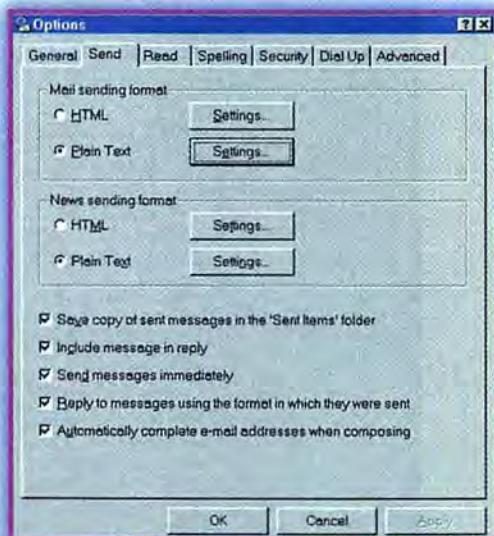 Options
General Send Read Spelling Security Dial Up Advanced
Mail sending format
HTML Settings...
Plain Text Settings...
News sending format
HTML Settings...
Plain Text Settings...
Save copy of sent messages in the 'Sent Items' folder
Include message in reply
Send messages immediately
Reply to messages using the format in which they were sent
Automatically complete e-mail addresses when composing
OK Cancel Apply